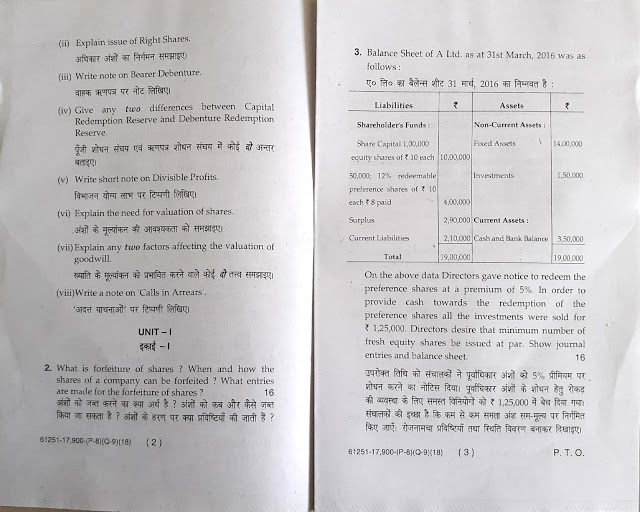 (ii) Explain issue of Right Shares.
अधिकार अंशों का निर्गमन समझाइए।
(iii) Write note on Bearer Debenture.
वाहक ऋणपत्र पर नोट लिखिए।
(iv) Give any two differences between Capital
Redemption Reserve and Debenture Redemption
Reserve.
पूँजी शोधन संचय एवं ऋणपत्र शोधन संचय में कोई दो अन्तर
बताइए।
(v) Write short note on Divisible Profits.
विभाजन योग्य लाभ पर टिप्पणी लिखिए।
(vi) Explain the need for valuation of shares.
अंशों के मूल्यांकन की आवश्यकता को समझाइए।
(vii) Explain any two factors affecting the valuation of
goodwill.
ख्याति के मूल्यांकन को प्रभावित करने वाले कोई दो तत्त्व समझाइए।
(viii) Write a note on 'Calls in Arrears'.
'अदत्त याचनाओं' पर टिप्पणी लिखिए।
UNIT – I
इकाई – I
2. What is forfeiture of shares ? When and how the
shares of a company can be forfeited ? What entries
are made for the forfeiture of shares ? 16
अंशों को जब्त करने का क्या अर्थ है ? अंशों को कब और कैसे जब्त
किया जा सकता है ? अंशों के हरण पर क्या प्रविष्टियाँ की जाती हैं ?
61251-17,900-(P-8)(Q-9)(18) ( 2 )
3. Balance Sheet of A Ltd. as at 31st March, 2016 was as
follows :
ए० लि० का बैलेन्स शीट 31 मार्च, 2016 का निम्नवत है :
Liabilities ₹ Assets ₹
Shareholder's Funds : Non-Current Assets :
Share Capital 1,00,000 Fixed Assets 14,00,000
equity shares of ₹ 10 each 10,00,000
50,000; 12% redeemable Investments 1,50,000
preference shares of ₹ 10
each ₹ 8 paid 4,00,000
Surplus 2,90,000 Current Assets :
Current Liabilities 2,10,000 Cash and Bank Balance 3,50,000
Total 19,00,000 19,00,000
On the above data Directors gave notice to redeem the
preference shares at a premium of 5%. In order to
provide cash towards the redemption of the
preference shares all the investments were sold for
₹ 1,25,000. Directors desire that minimum number of
fresh equity shares be issued at par. Show journal
entries and balance sheet. 16
उपरोक्त तिथि को संचालकों ने पूर्वाधिकार अंशों को 5% प्रीमियम पर
शोधन करने का नोटिस दिया। पूर्वाधिकार अंशों के शोधन हेतु रोकड़
की व्यवस्था के लिए समस्त विनियोगों को ₹ 1,25,000 में बेच दिया गया।
संचालकों की इच्छा है कि कम से कम समता अंश सम-मूल्य पर निर्गमित
किए जाएँ। रोजनामचा प्रविष्टियाँ तथा स्थिति विवरण बनाकर दिखाइए।
61251-17,900-(P-8)(Q-9)(18) ( 3 ) P. T. O.